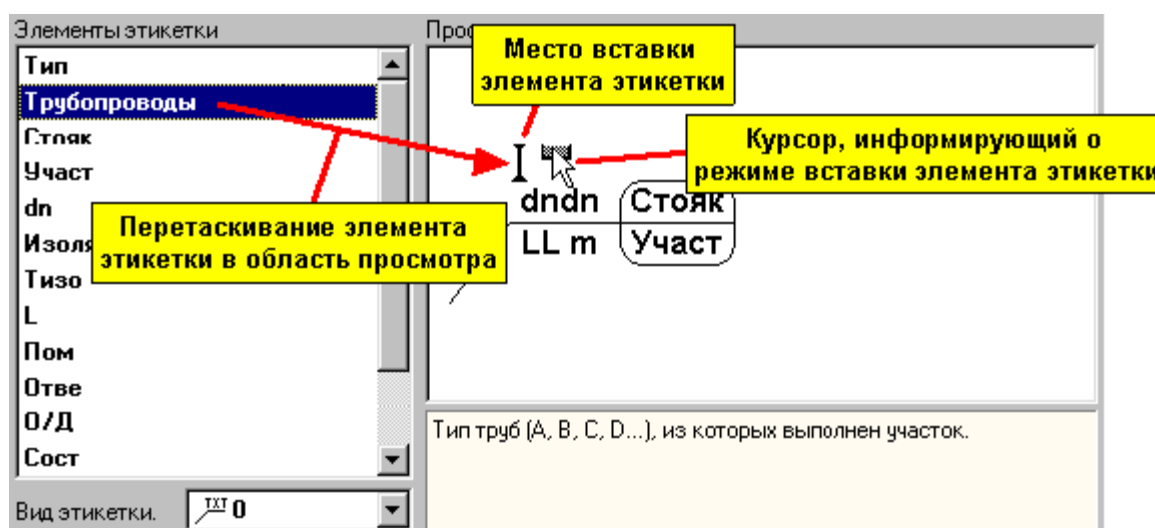 Элементы этикетки
Прос
Тип
Трубопроводы
Стояк
Участ
dn
Изоля
Тизо
L
Пом
Отве
О/Д
Сост
Вид этикетки.
TXT 0
Место вставки
элемента этикетки
Курсор, информирующий о
режиме вставки элемента этикетки
Перетаскивание элемента
этикетки в область просмотра
dndn Стояк
LL m Участ
Тип труб (A, B, C, D...), из которых выполнен участок.